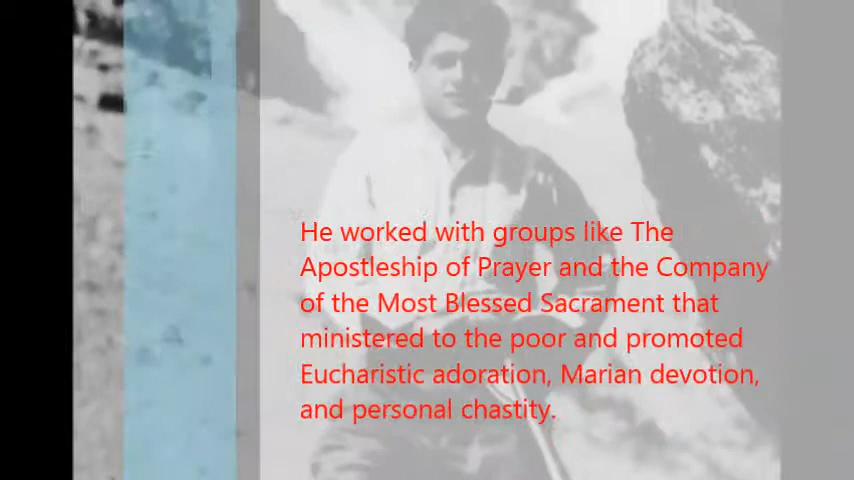 He worked with groups like The
Apostleship of Prayer and the Company
of the Most Blessed Sacrament that
ministered to the poor and promoted
Eucharistic adoration, Marian devotion,
and personal chastity.